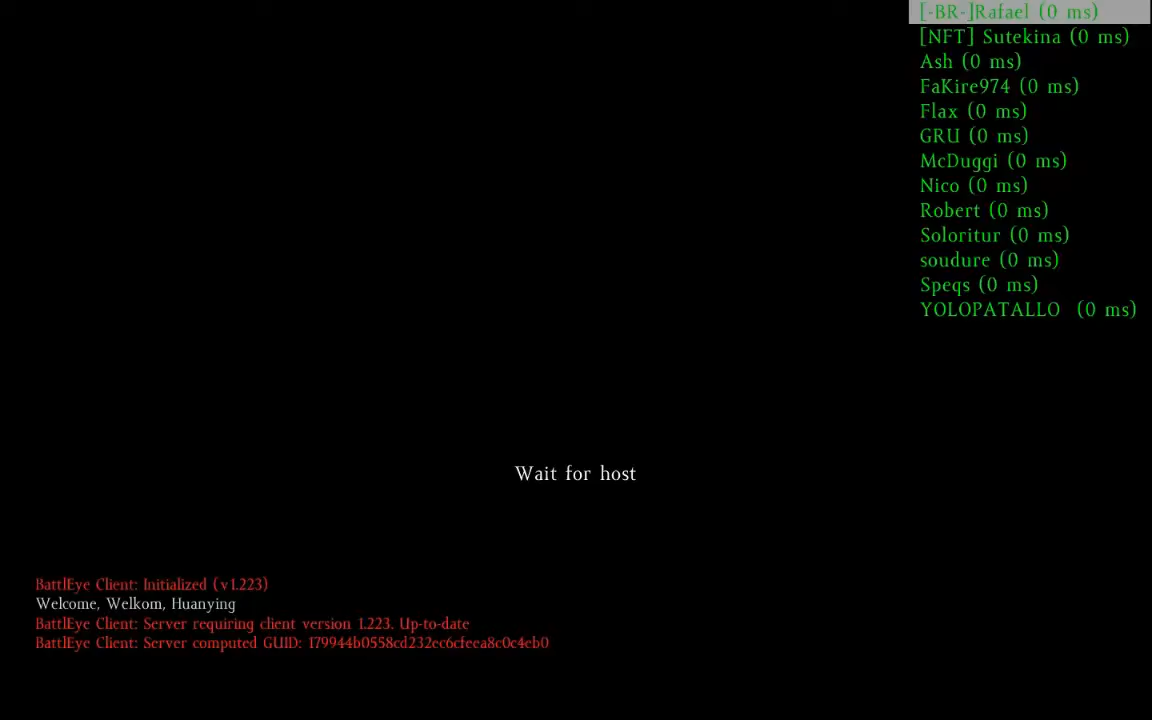 [-BR-]Rafael (0 ms)
[NFT] Sutekina (0 ms)
Ash (0 ms)
FaKire974 (0 ms)
Flax (0 ms)
GRU (0 ms)
McDuggi (0 ms)
Nico (0 ms)
Robert (0 ms)
Soloritur (0 ms)
soudure (0 ms)
Speqs (0 ms)
YOLOPATALLO (0 ms)
Wait for host
BattlEye Client: Initialized (v1.223)
Welcome, Welkom, Huanying
BattlEye Client: Server requiring client version 1.223. Up-to-date
BattlEye Client: Server computed GUID: 179944b0558cd232ec6cfeea8c0c4eb0